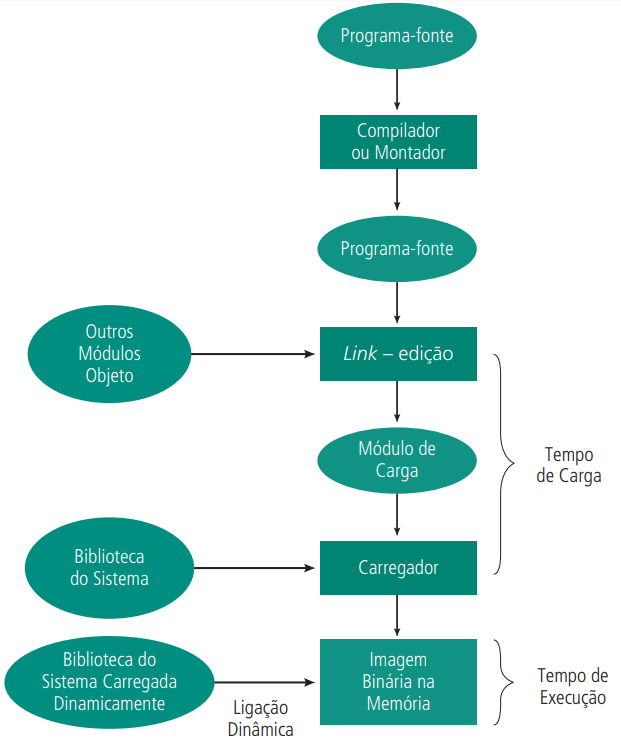 Programa-fonte
Compilador
ou Montador
Programa-fonte
Outros
Módulos
Objeto
Link – edição
Módulo de
Carga
Tempo
de Carga
Biblioteca
do Sistema
Carregador
Biblioteca do
Sistema Carregada
Dinamicamente
Ligação
Dinâmica
Imagem
Binária na
Memória
Tempo de
Execução